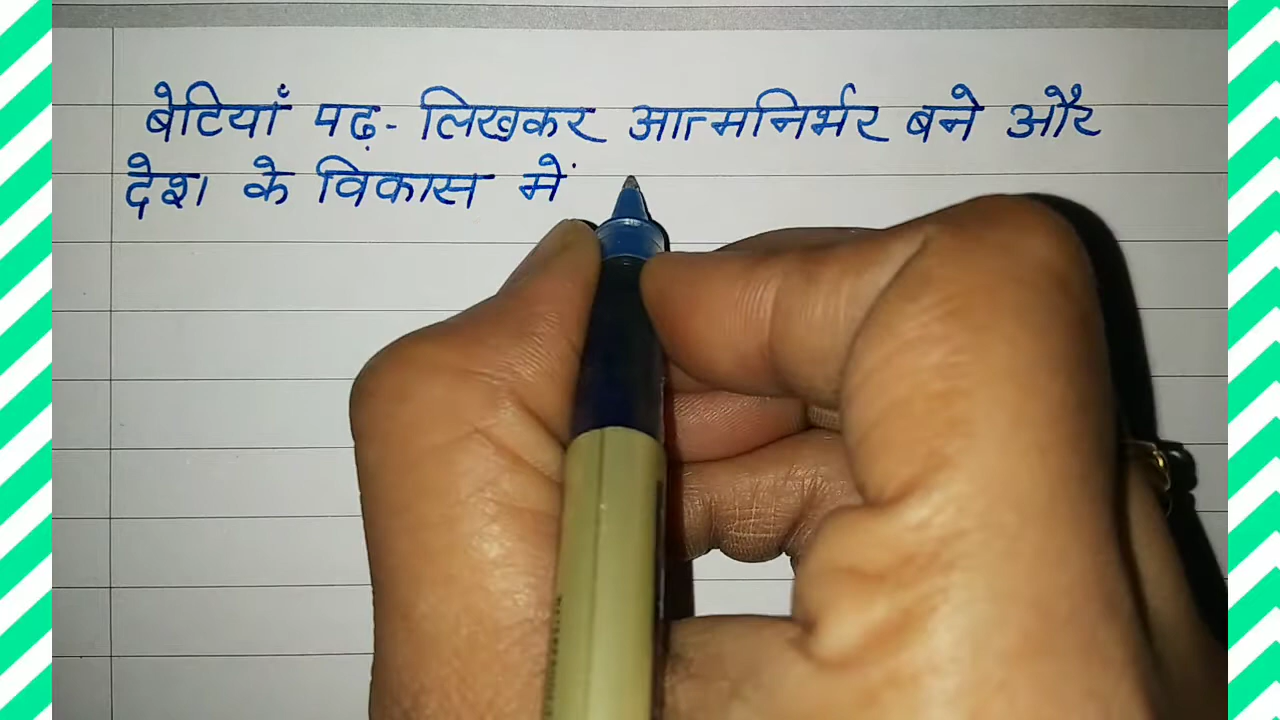 बेटियाँ पढ़- लिखकर आत्मनिर्भर बने और
देश के विकास में